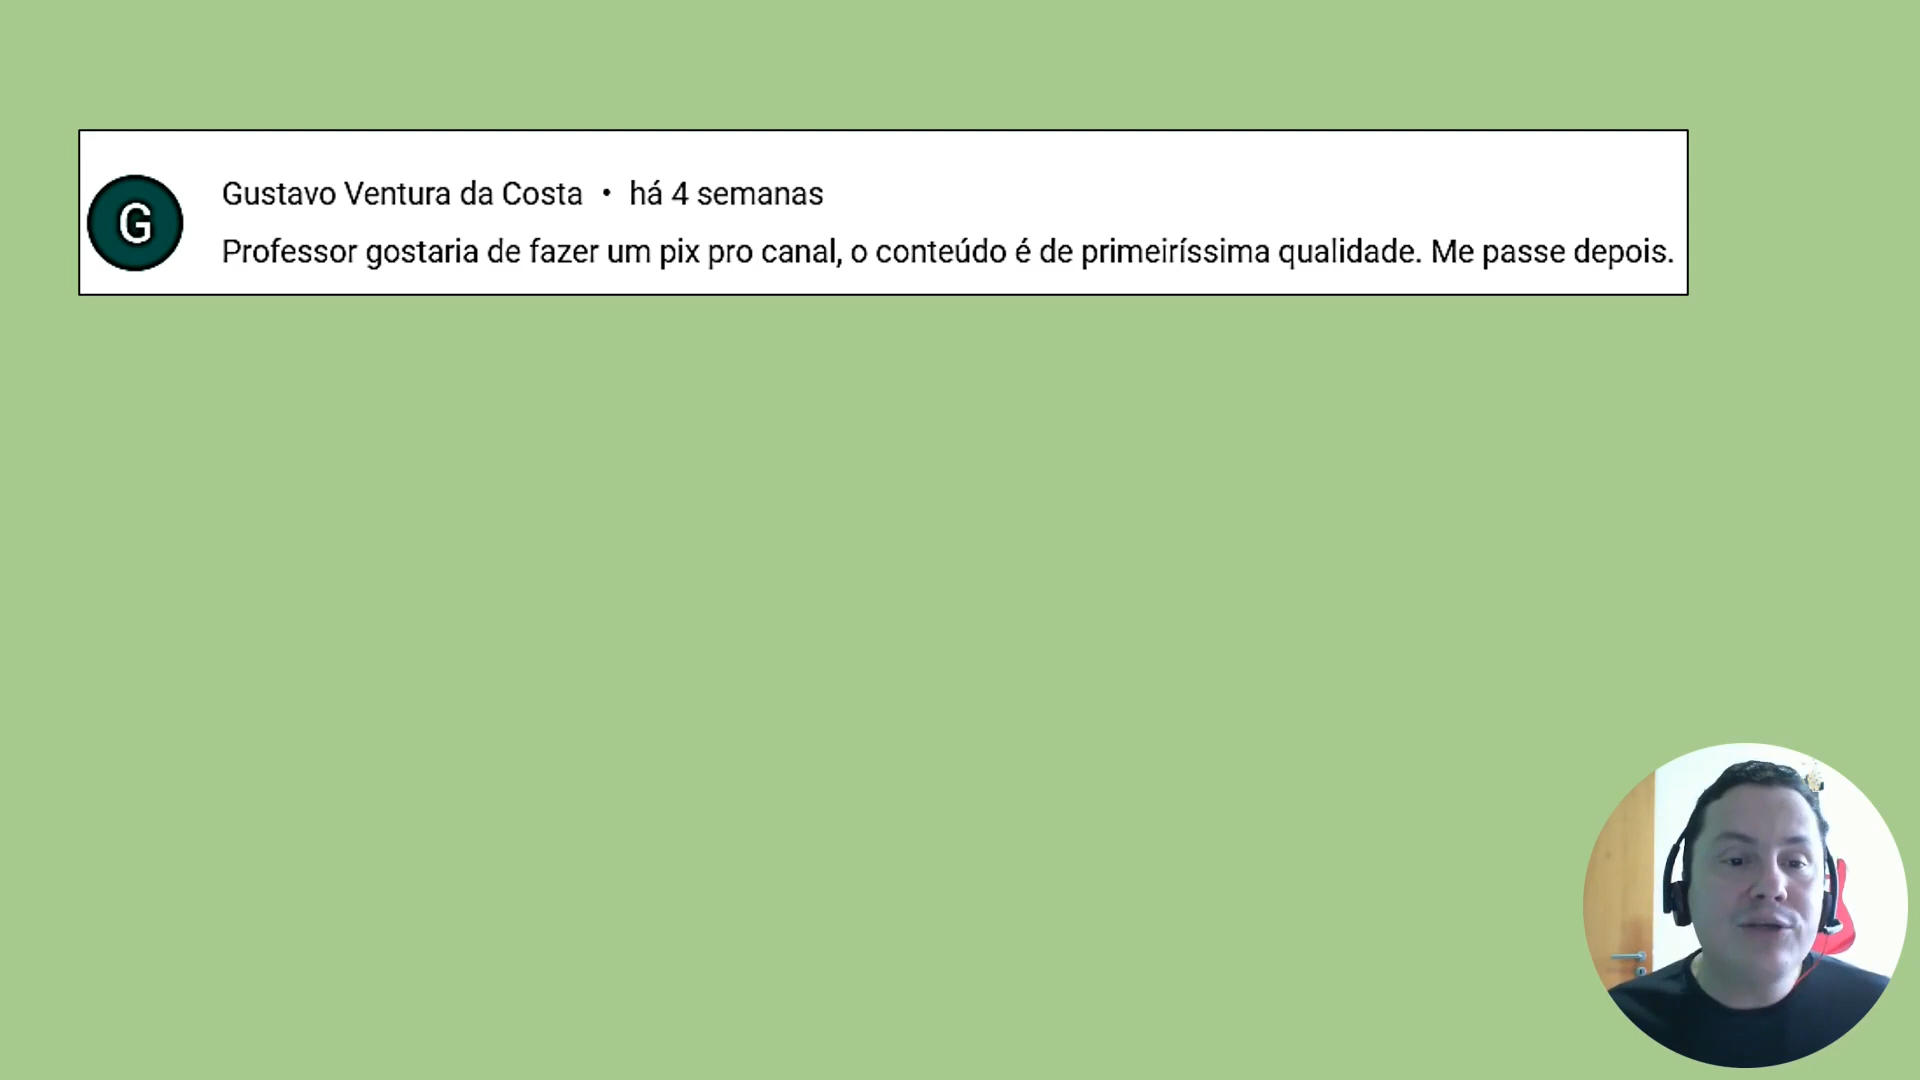 G
Gustavo Ventura da Costa • há 4 semanas
Professor gostaria de fazer um pix pro canal, o conteúdo é de primeiríssima qualidade. Me passe depois.